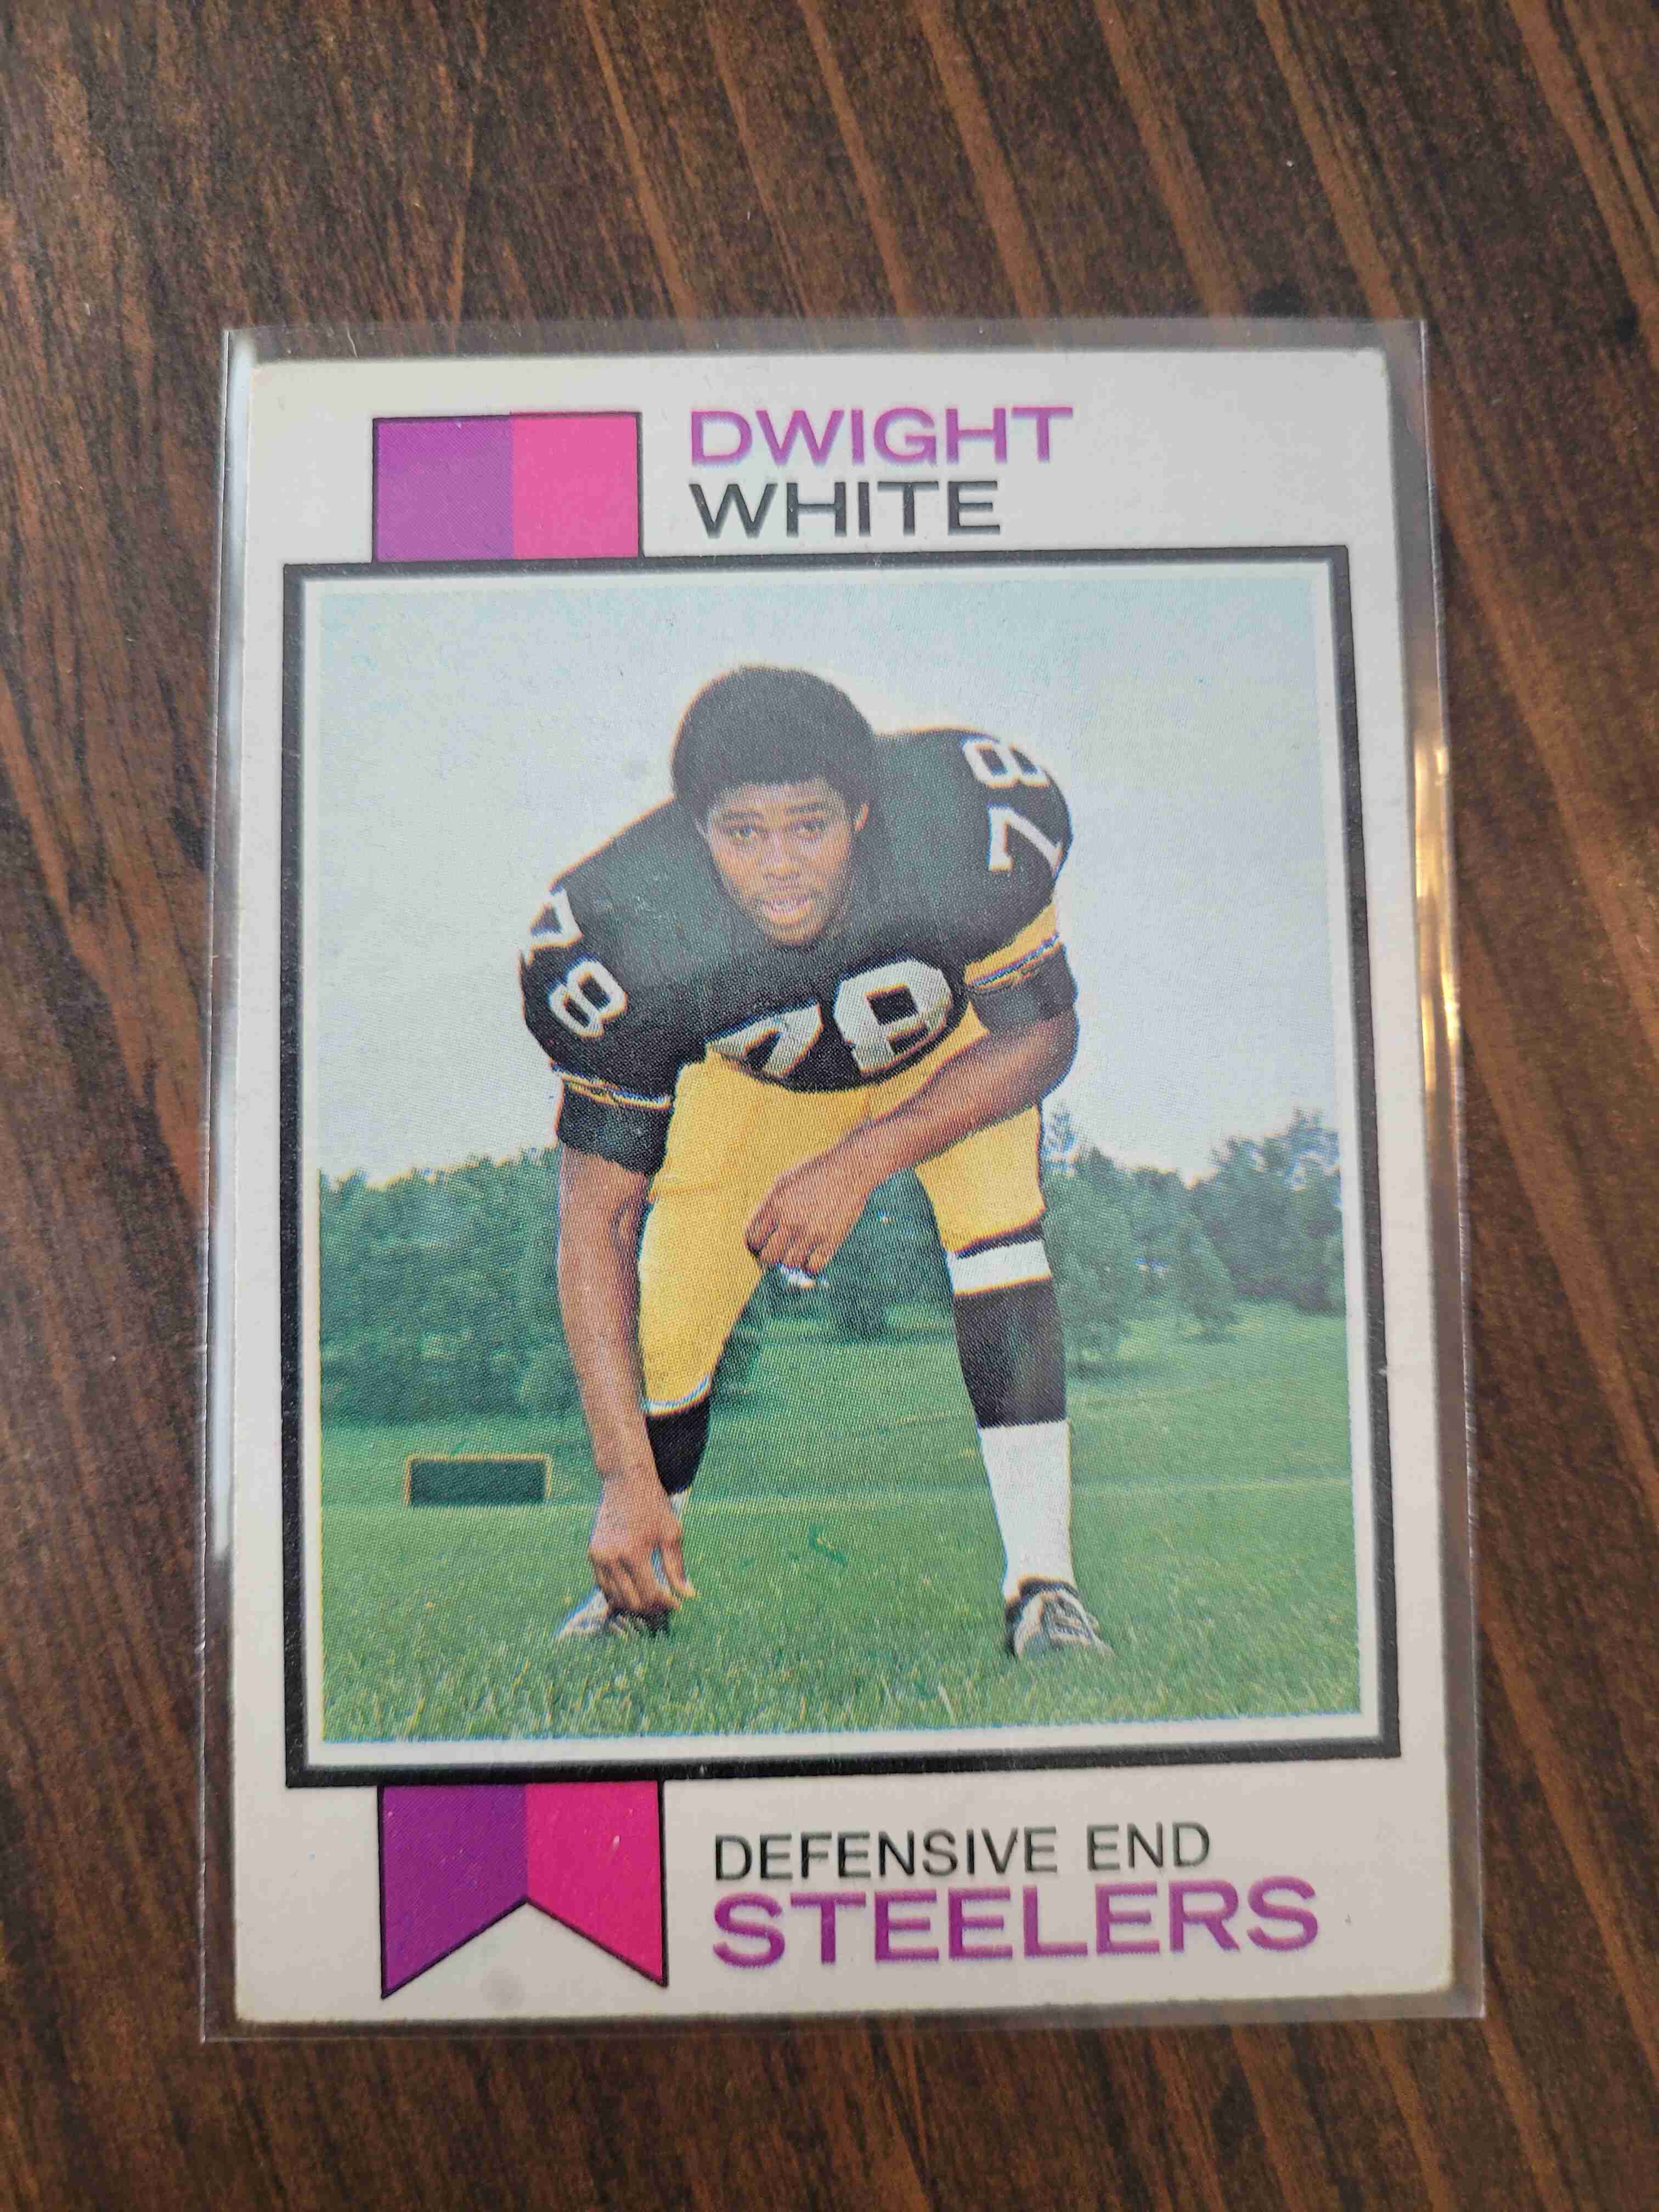 DWIGHT
WHITE
78
78
78
DEFENSIVE END
STEELERS